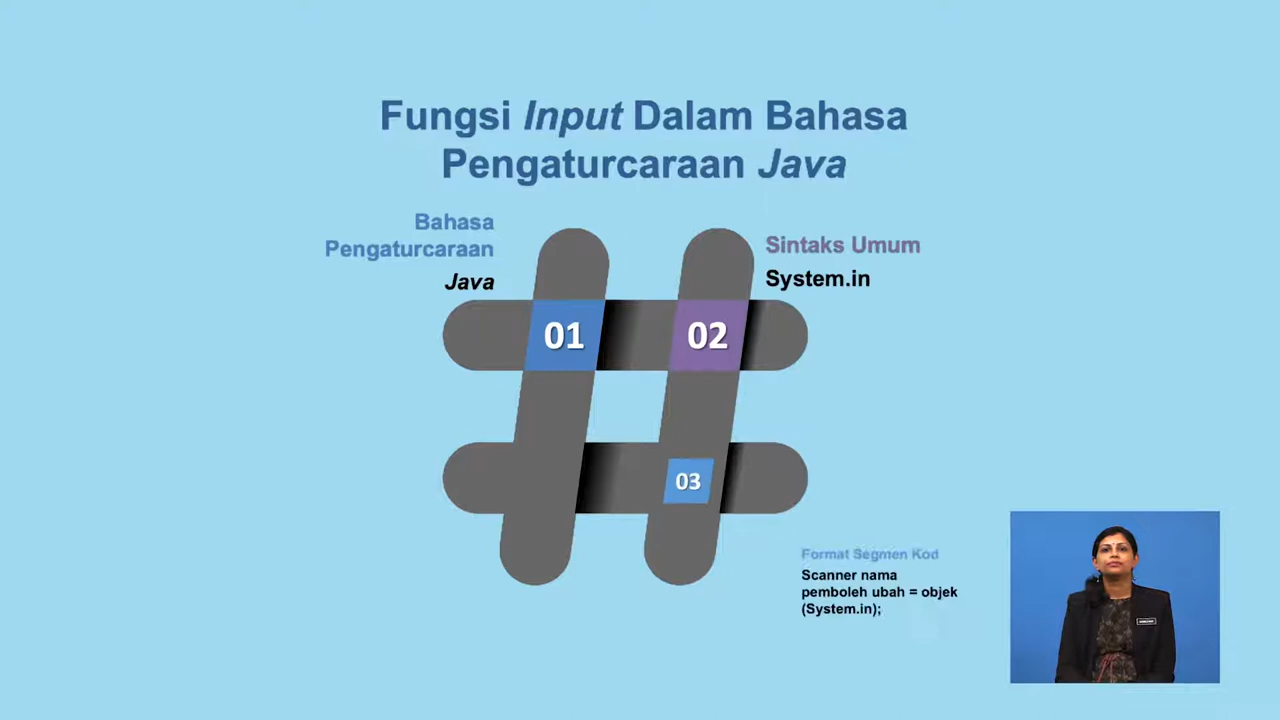 Fungsi Input Dalam Bahasa
Pengaturcaraan Java
Bahasa
Pengaturcaraan
Java
Sintaks Umum
System.in
01
02
03
Format Segmen Kod
Scanner nama
pemboleh ubah = objek
(System.in);